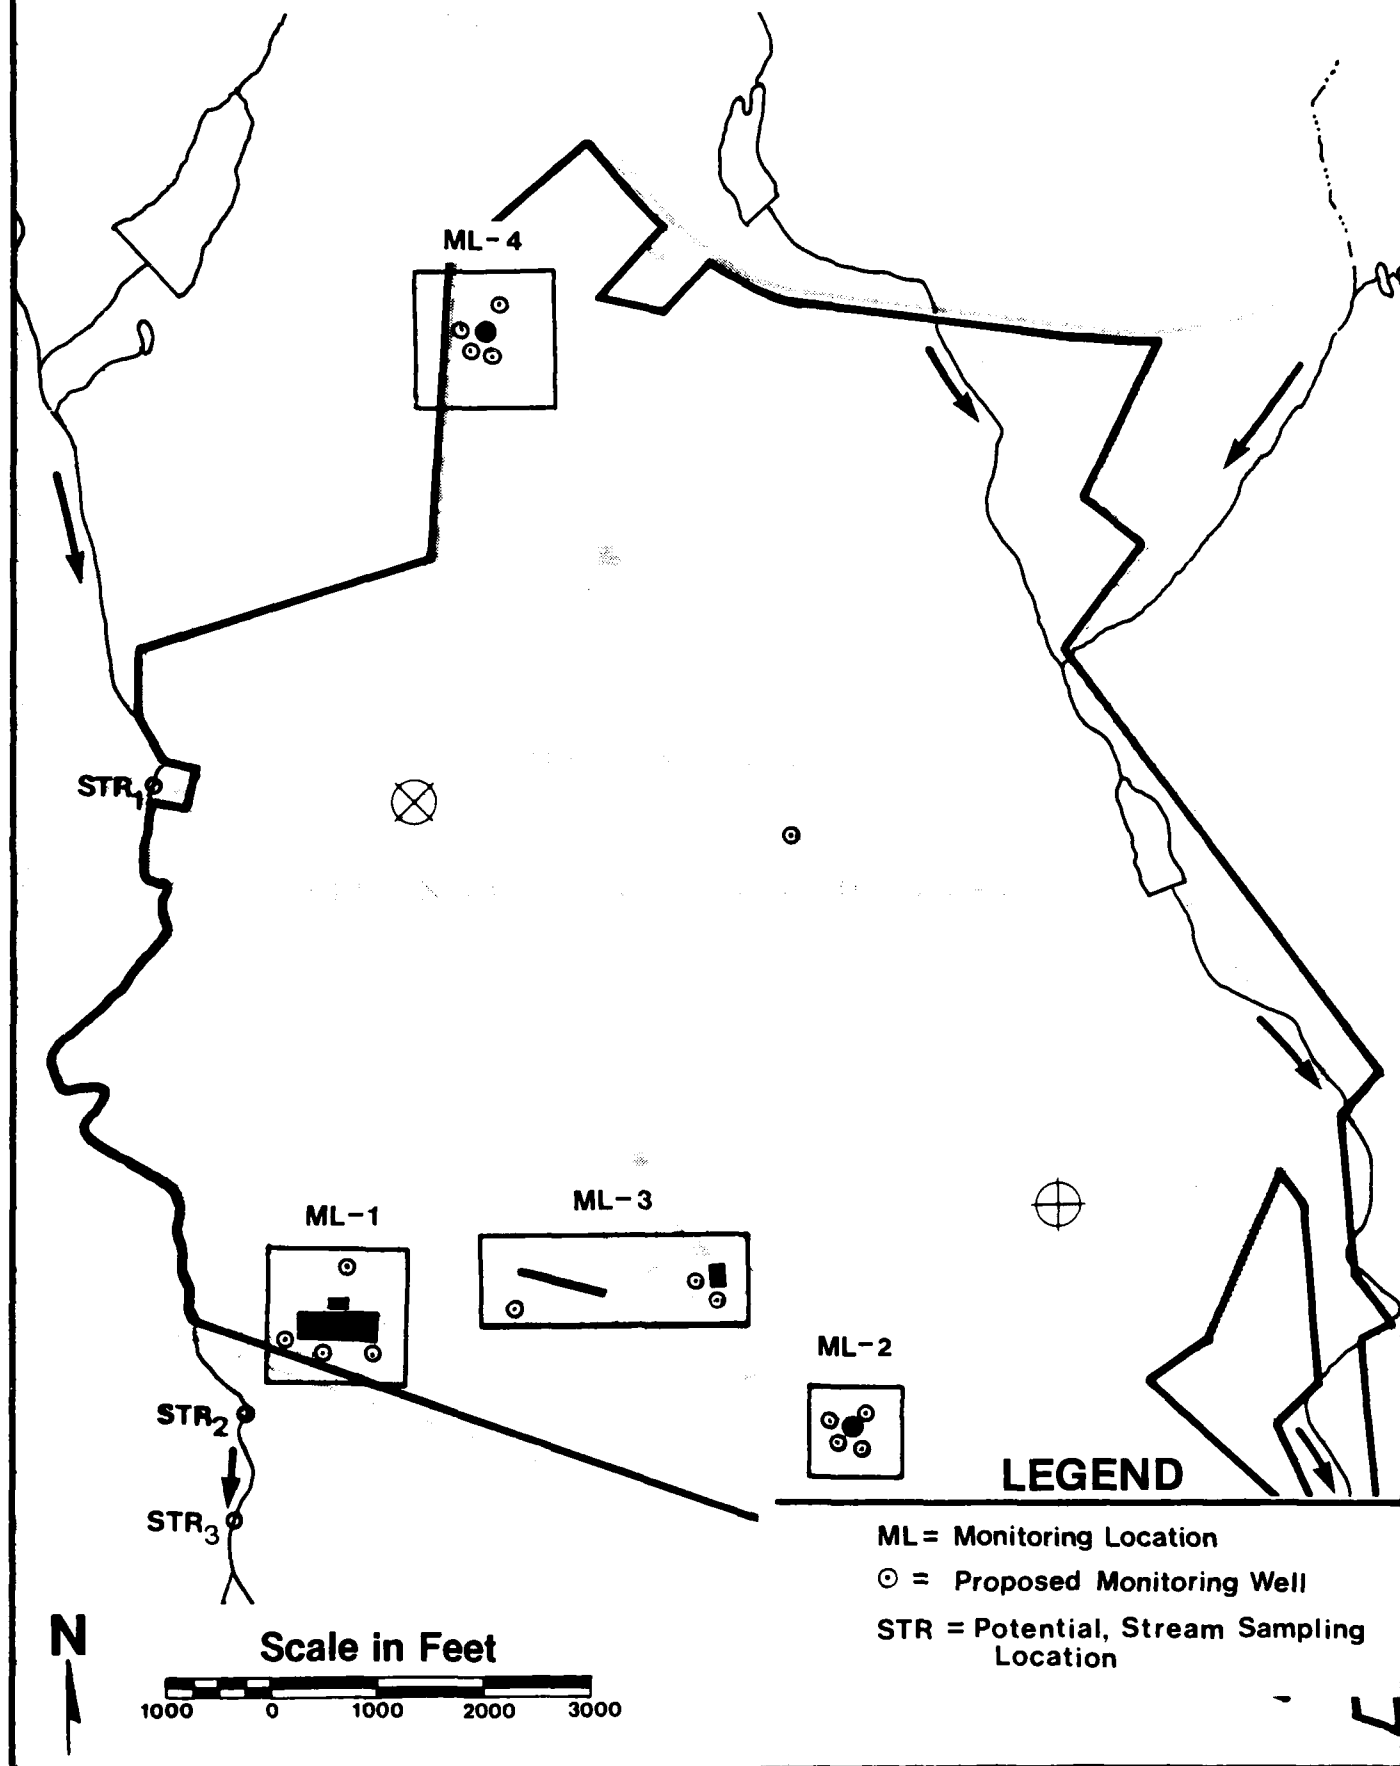 ML-4
STR1
ML-1
ML-3
ML-2
STR2
STR3
LEGEND
ML= Monitoring Location
⊙ = Proposed Monitoring Well
STR = Potential, Stream Sampling
Location
N
Scale in Feet
1000 0 1000 2000 3000